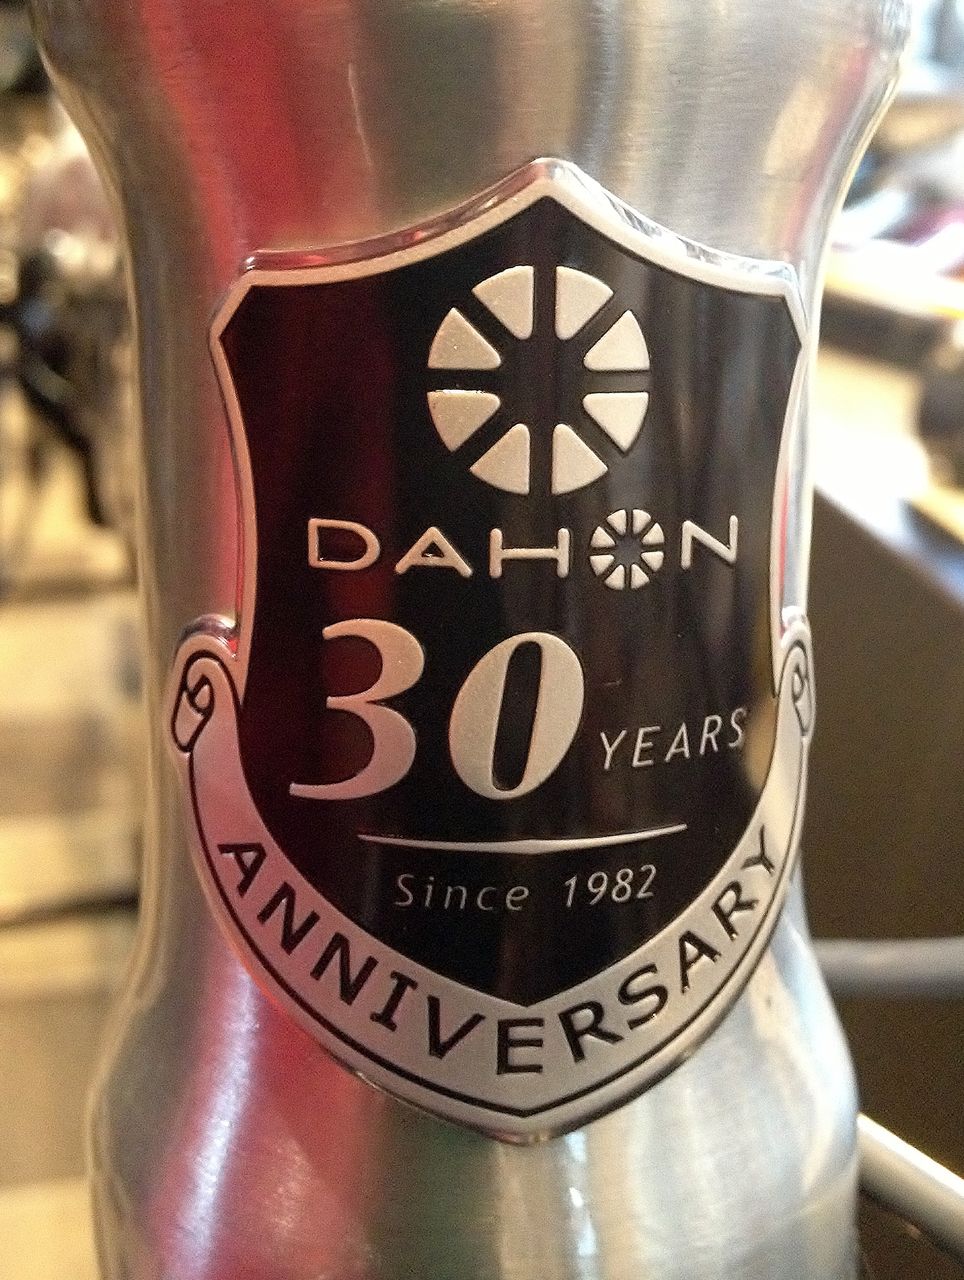 DAHON
30 YEARS
Since 1982
ANNIVERSARY